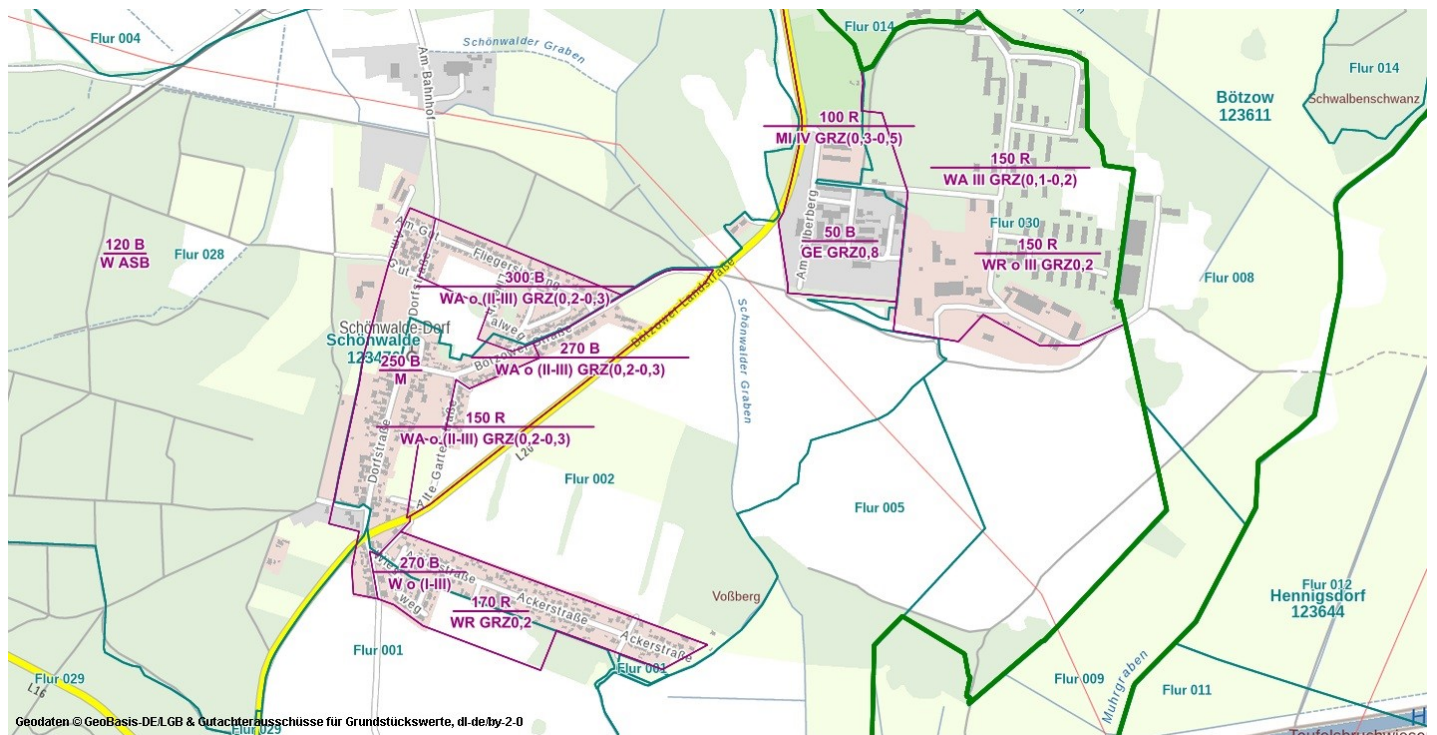 Flur 004
Schönwalder Graben
Am Bahnhof
Flur 014
Flur 014
Schwalbenschwanz
Bötzow
123611
100 R
MI IV GRZ(0,3-0,5)
150 R
WA III GRZ(0,1-0,2)
Flur 030
150 R
WR o III GRZ0,2
50 B
GE GRZ0,8
Flur 008
120 B
W ASB
Flur 028
Am Gut
Gut
Dorfstraße
300 B
WA o (II-III) GRZ(0,2-0,3)
Schönwalde-Dorf
Schönwalde
250 B
M
Bötzower Straße
Bötzower Landstraße
270 B
WA o (II-III) GRZ(0,2-0,3)
Schönwalder Graben
150 R
WA o (II-III) GRZ(0,2-0,3)
Dorfstraße
L20
Flur 002
Flur 005
270 B
W o (I-III)
weg
170 R
WR GRZ0,2
Ackerstraße
Ackerstraße
Voßberg
Flur 001
Flur 001
Flur 012
Hennigsdorf
123644
Flur 009
Flur 011
Muhrgraben
Flur 029
L16
Flur 029
Geodaten © GeoBasis-DE/LGB & Gutachterausschüsse für Grundstückswerte, dl-de/by-2-0